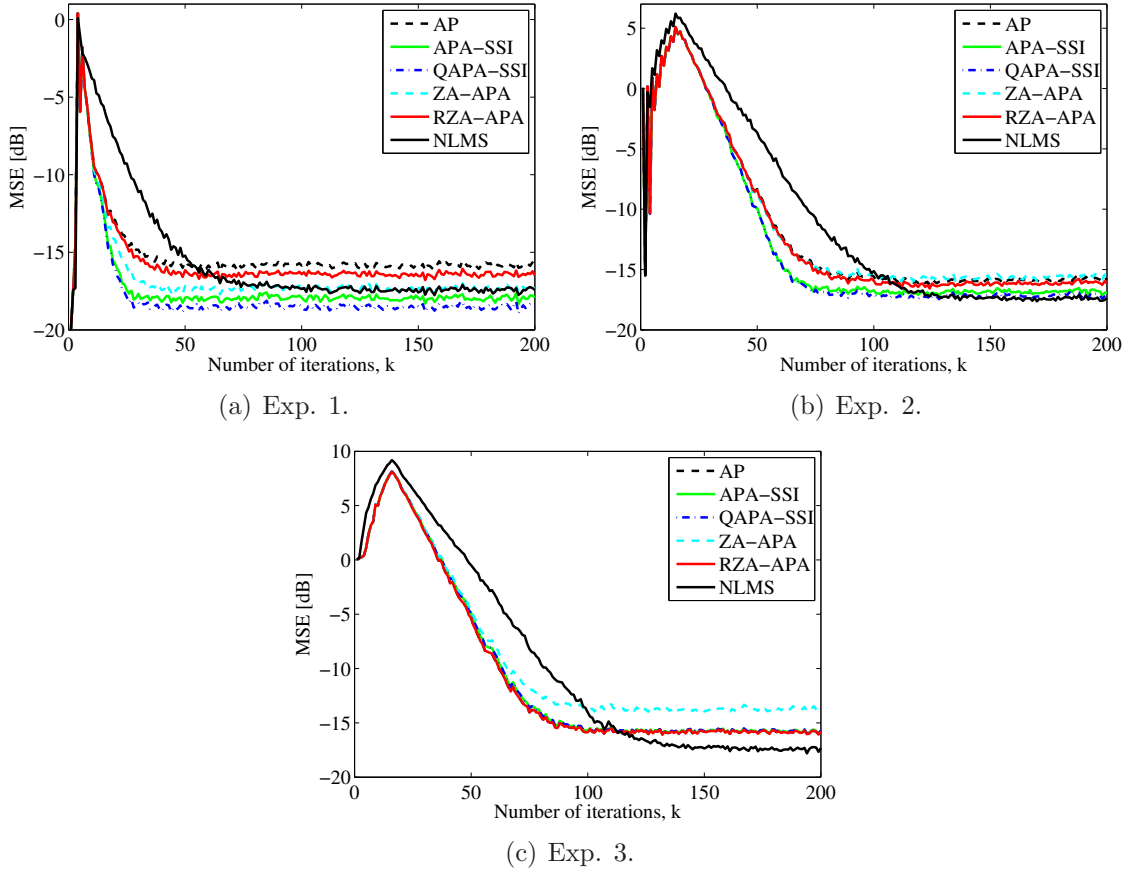 0
−5
−10
−15
−20
MSE [dB]
0 50 100 150 200
Number of iterations, k
AP
APA−SSI
QAPA−SSI
ZA−APA
RZA−APA
NLMS
(a) Exp. 1.
5
0
−5
−10
−15
−20
MSE [dB]
0 50 100 150 200
Number of iterations, k
AP
APA−SSI
QAPA−SSI
ZA−APA
RZA−APA
NLMS
(b) Exp. 2.
10
5
0
−5
−10
−15
−20
MSE [dB]
0 50 100 150 200
Number of iterations, k
AP
APA−SSI
QAPA−SSI
ZA−APA
RZA−APA
NLMS
(c) Exp. 3.